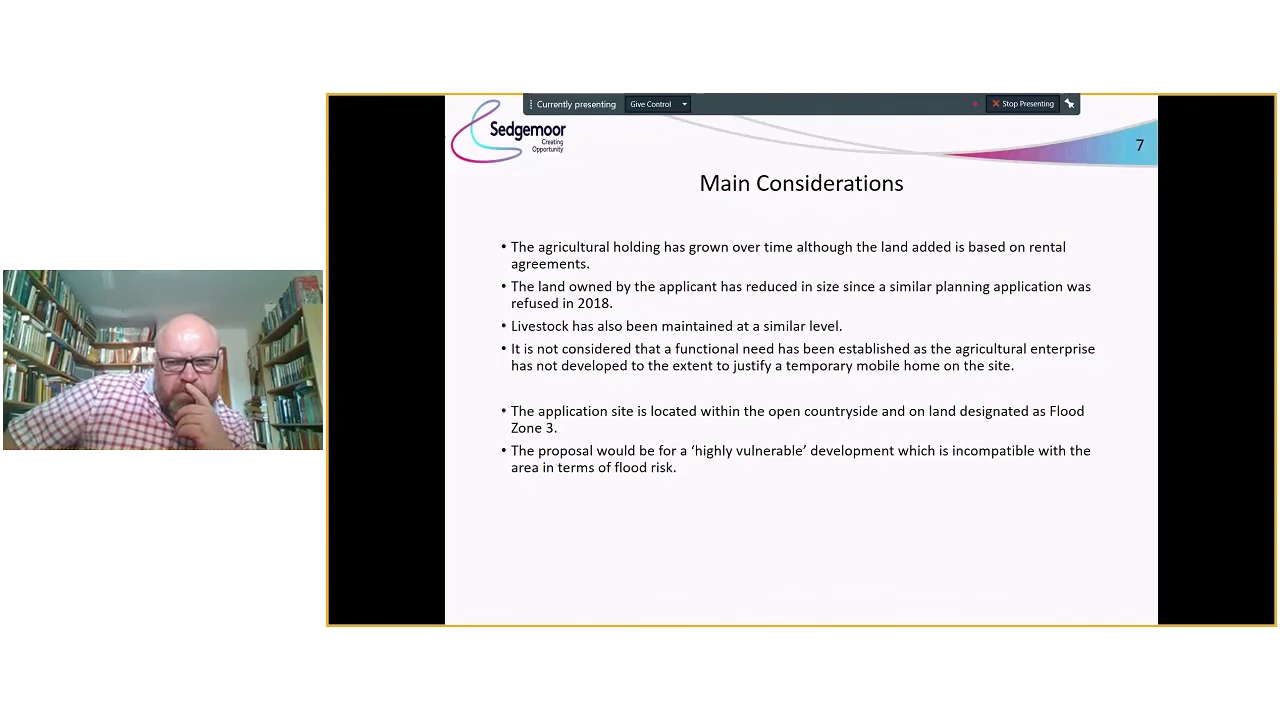 Currently presenting
Give Control
Stop Presenting
Sedgemoor
Creating
Opportunity
7
Main Considerations
• The agricultural holding has grown over time although the land added is based on rental
agreements.
• The land owned by the applicant has reduced in size since a similar planning application was
refused in 2018.
• Livestock has also been maintained at a similar level.
• It is not considered that a functional need has been established as the agricultural enterprise
has not developed to the extent to justify a temporary mobile home on the site.
• The application site is located within the open countryside and on land designated as Flood
Zone 3.
• The proposal would be for a ‘highly vulnerable’ development which is incompatible with the
area in terms of flood risk.